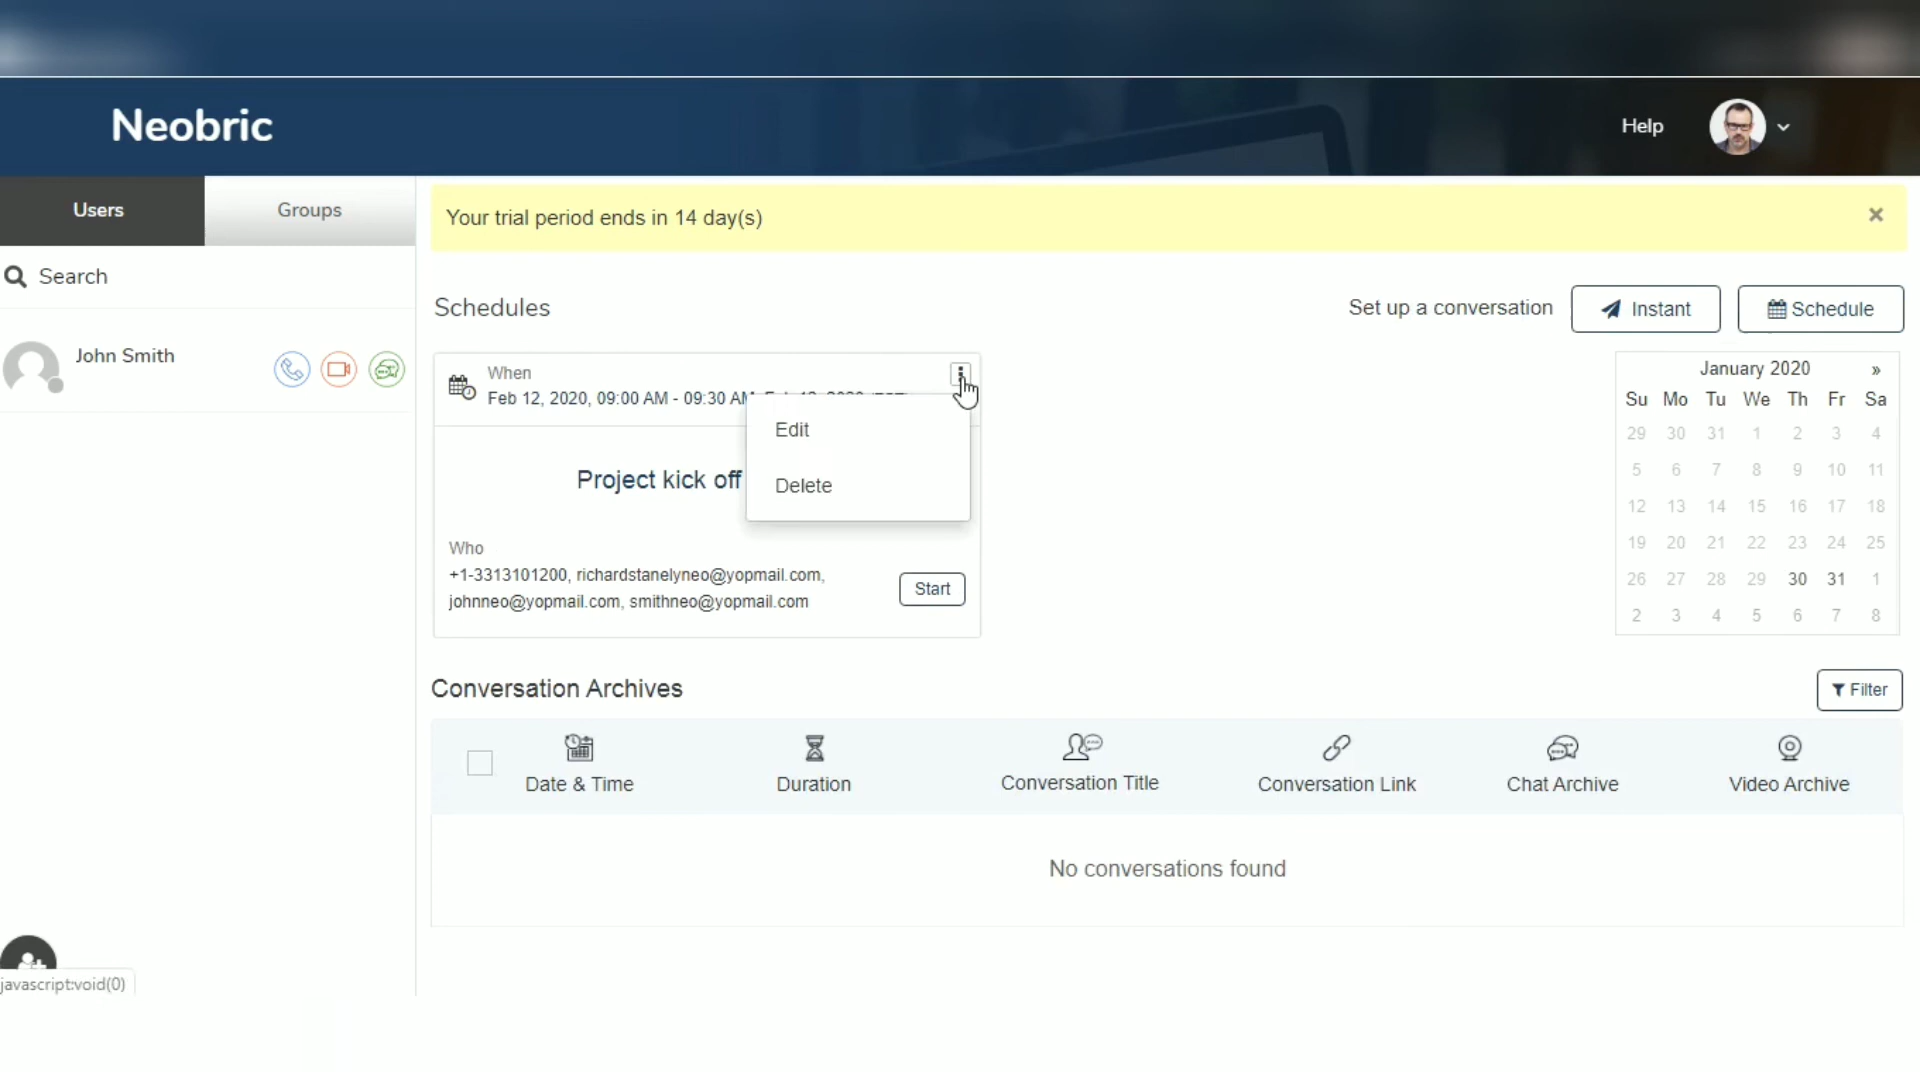 Neobric
Help
Users
Groups
Search
John Smith
Your trial period ends in 14 day(s)
Schedules
Set up a conversation
Instant
Schedule
When
Feb 12, 2020, 09:00 AM - 09:30 AM
Edit
Delete
Project kick off
Who
+1-3313101200, richardstanelyneo@yopmail.com,
johnneo@yopmail.com, smithneo@yopmail.com
Start
January 2020 »
Su Mo Tu We Th Fr Sa
29 30 31 1 2 3 4
5 6 7 8 9 10 11
12 13 14 15 16 17 18
19 20 21 22 23 24 25
26 27 28 29 30 31 1
2 3 4 5 6 7 8
Conversation Archives
Filter
Date & Time
Duration
Conversation Title
Conversation Link
Chat Archive
Video Archive
No conversations found
javascript:void(0)